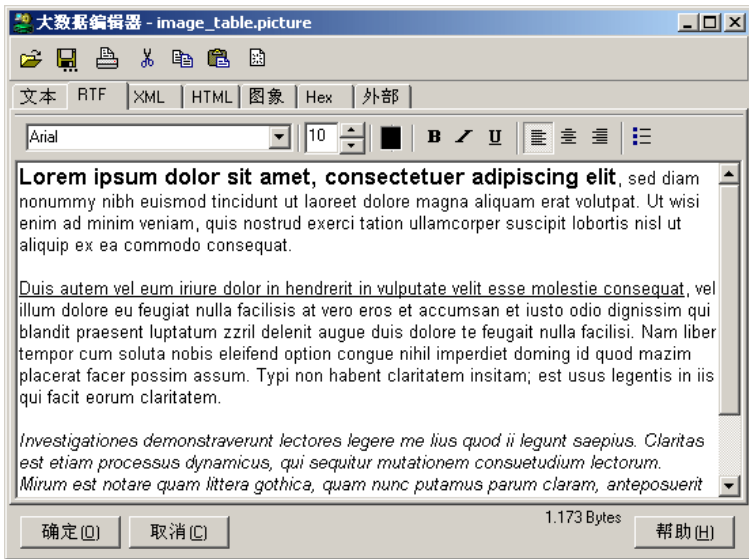 大数据编辑器 - image_table.picture
文本 RTF XML HTML 图象 Hex 外部
Arial 10 B I U
Lorem ipsum dolor sit amet, consectetuer adipiscing elit, sed diam
nonummy nibh euismod tincidunt ut laoreet dolore magna aliquam erat volutpat. Ut wisi
enim ad minim veniam, quis nostrud exerci tation ullamcorper suscipit lobortis nisl ut
aliquip ex ea commodo consequat.
Duis autem vel eum iriure dolor in hendrerit in vulputate velit esse molestie consequat, vel
illum dolore eu feugiat nulla facilisis at vero eros et accumsan et iusto odio dignissim qui
blandit praesent luptatum zzril delenit augue duis dolore te feugait nulla facilisi. Nam liber
tempor cum soluta nobis eleifend option congue nihil imperdiet doming id quod mazim
placerat facer possim assum. Typi non habent claritatem insitam; est usus legentis in iis
qui facit eorum claritatem.
Investigationes demonstraverunt lectores legere me lius quod ii legunt saepius. Claritas
est etiam processus dynamicus, qui sequitur mutationem consuetudium lectorum.
Mirum est notare quam littera gothica, quam nunc putamus parum claram, anteposuerit
确定(O) 取消(C) 1.173 Bytes 帮助(H)